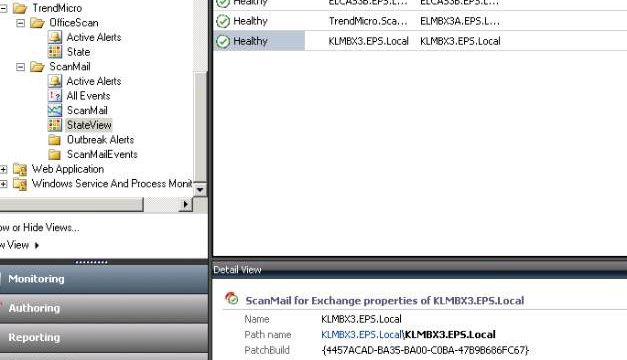 TrendMicro
OfficeScan
Active Alerts
State
ScanMail
Active Alerts
All Events
ScanMail
StateView
Outbreak Alerts
ScanMailEvents
Web Application
Windows Service And Process Monit
ow or Hide Views...
w View
Monitoring
Authoring
Reporting
Healthy ELCAS3B.EPS.L... ELCAS3B.EPS.L...
Healthy TrendMicro.Sca... ELMBX3A.EPS.L...
Healthy KLMBX3.EPS.Local KLMBX3.EPS.Local
Detail View
ScanMail for Exchange properties of KLMBX3.EPS.Local
Name KLMBX3.EPS.Local
Path name KLMBX3.EPS.Local\KLMBX3.EPS.Local
PatchBuild {4457ACAD-BA35-BA00-C0BA-47B9B686FC67}